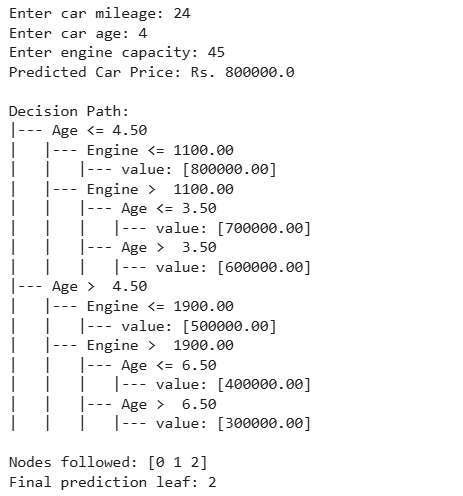 Enter car mileage: 24
Enter car age: 4
Enter engine capacity: 45
Predicted Car Price: Rs. 800000.0

Decision Path:
|--- Age <= 4.50
|   |--- Engine <= 1100.00
|   |   |--- value: [800000.00]
|   |--- Engine >  1100.00
|   |   |--- Age <= 3.50
|   |   |   |--- value: [700000.00]
|   |   |--- Age >  3.50
|   |   |   |--- value: [600000.00]
|--- Age >  4.50
|   |--- Engine <= 1900.00
|   |   |--- value: [500000.00]
|   |--- Engine >  1900.00
|   |   |--- Age <= 6.50
|   |   |   |--- value: [400000.00]
|   |   |--- Age >  6.50
|   |   |   |--- value: [300000.00]

Nodes followed: [0 1 2]
Final prediction leaf: 2